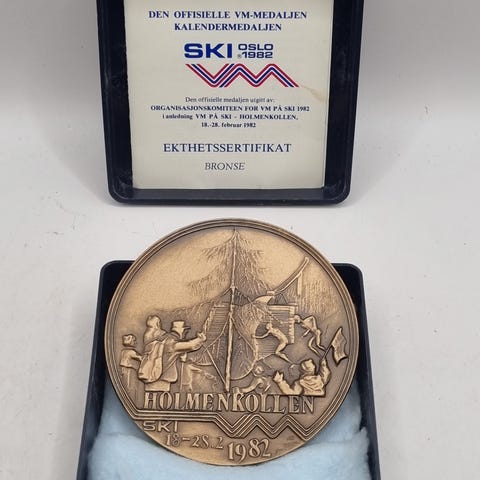 DEN OFFISIELLE VM-MEDALJEN
KALENDERMEDALJEN
SKI OSLO 1982
Den offisielle medaljen utgitt av:
ORGANISASJONSKOMITEEN FOR VM PÅ SKI 1982
i anledning VM PÅ SKI - HOLMENKOLLEN,
18.-28. februar 1982
EKTHETSSERTIFIKAT
BRONSE
HOLMENKOLLEN
SKI
18-28.2
1982